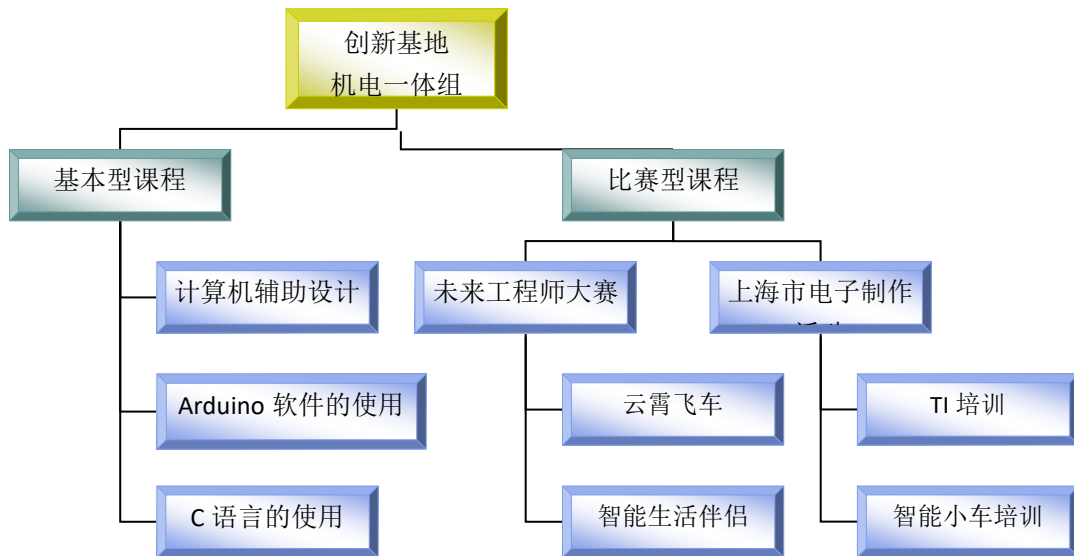 创新基地
机电一体组
基本型课程
比赛型课程
计算机辅助设计
未来工程师大赛
上海市电子制作
Arduino 软件的使用
云霄飞车
TI 培训
C 语言的使用
智能生活伴侣
智能小车培训